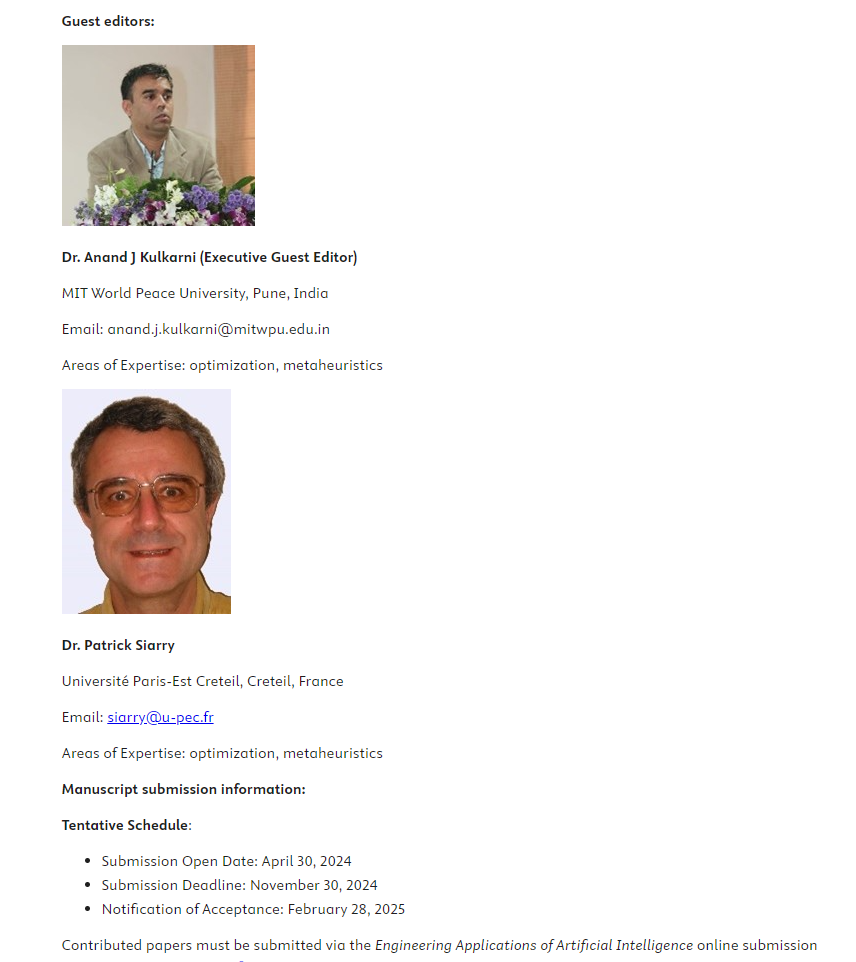 Guest editors:
Dr. Anand J Kulkarni (Executive Guest Editor)
MIT World Peace University, Pune, India
Email: anand.j.kulkarni@mitwpu.edu.in
Areas of Expertise: optimization, metaheuristics
Dr. Patrick Siarry
Université Paris-Est Creteil, Creteil, France
Email: siarry@u-pec.fr
Areas of Expertise: optimization, metaheuristics
Manuscript submission information:
Tentative Schedule:
• Submission Open Date: April 30, 2024
• Submission Deadline: November 30, 2024
• Notification of Acceptance: February 28, 2025
Contributed papers must be submitted via the Engineering Applications of Artificial Intelligence online submission